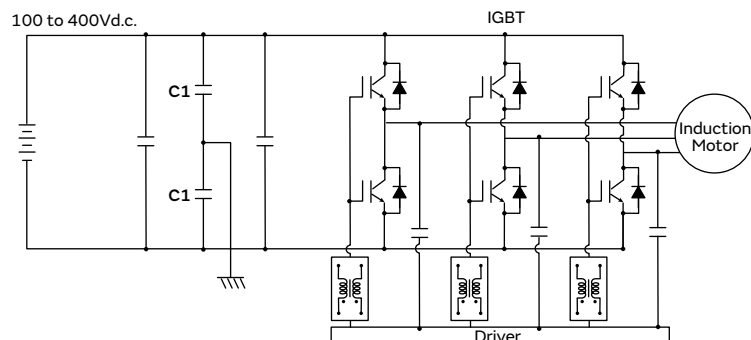 100 to 400Vd.c.
IGBT
C1
C1
Induction
Motor
Driver